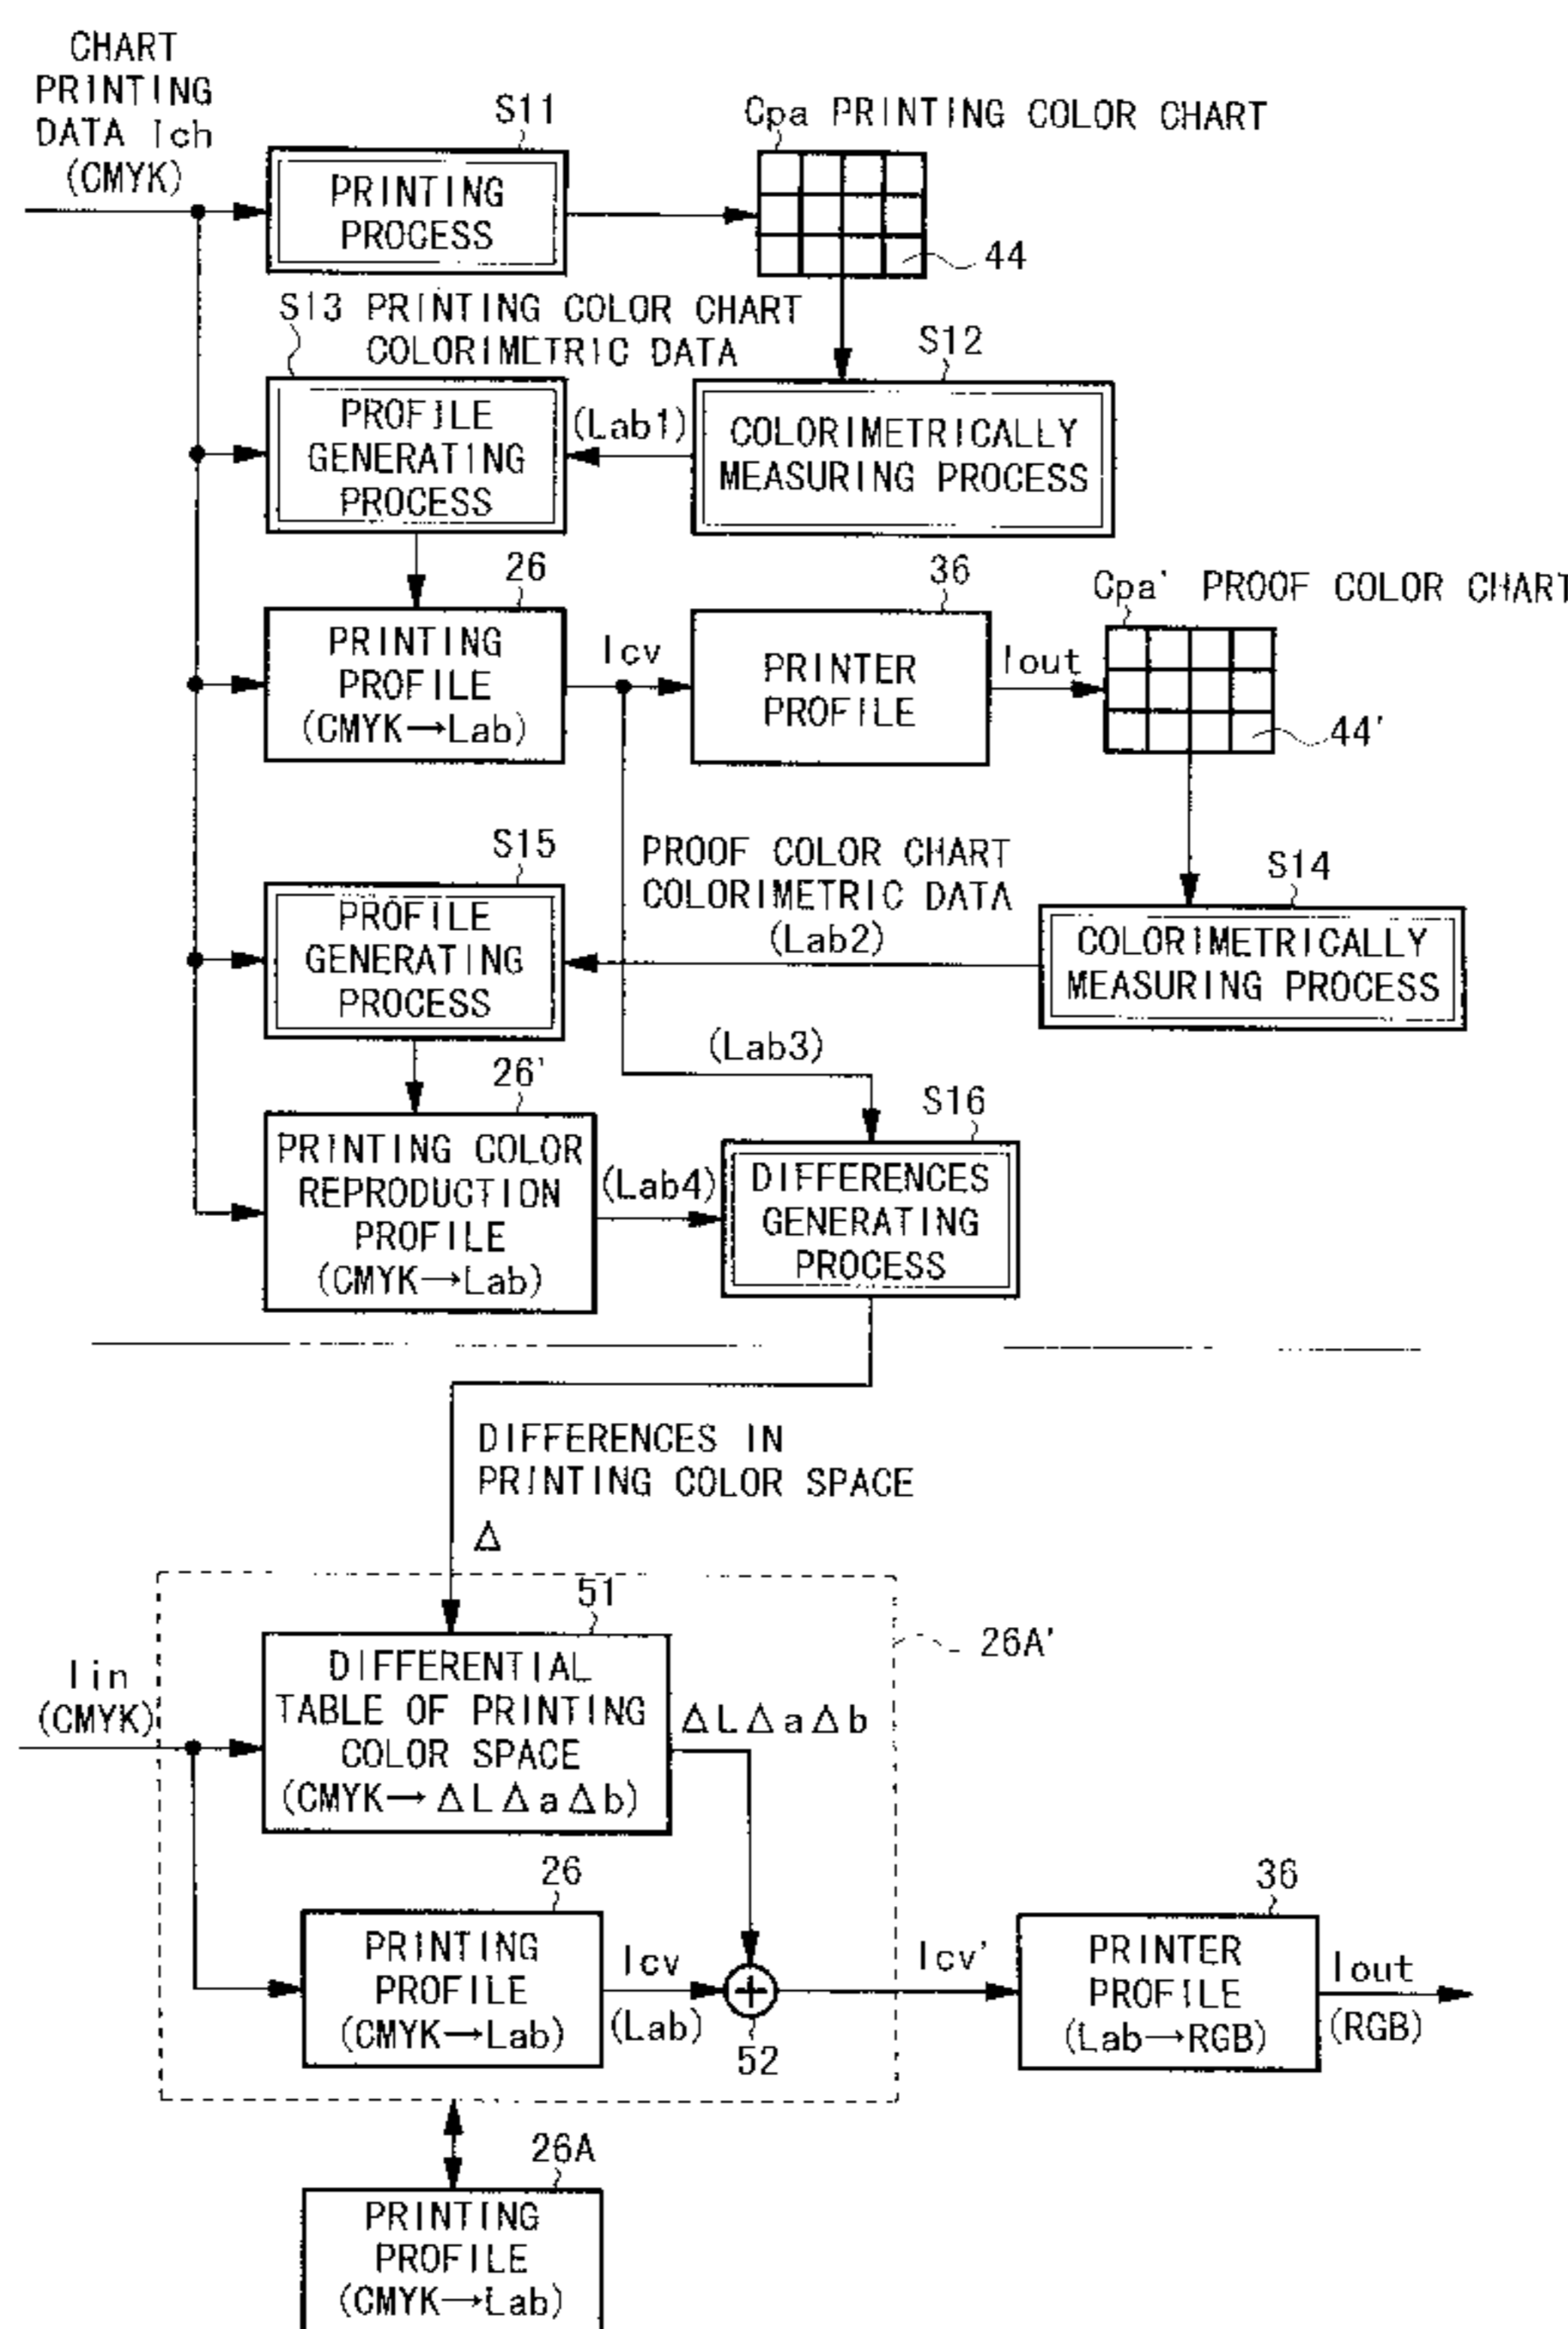 CHART
PRINTING
DATA Ich
(CMYK)
S11
PRINTING
PROCESS
Cpa PRINTING COLOR CHART
44
S13 PRINTING COLOR CHART
COLORIMETRIC DATA
S12
PROFILE
GENERATING
PROCESS
(Lab1)
COLORIMETRICALLY
MEASURING PROCESS
26
PRINTING
PROFILE
(CMYK→Lab)
Icv
36
PRINTER
PROFILE
Iout
Cpa' PROOF COLOR CHART
44'
S15
PROFILE
GENERATING
PROCESS
PROOF COLOR CHART
COLORIMETRIC DATA
(Lab2)
S14
COLORIMETRICALLY
MEASURING PROCESS
(Lab3)
26'
PRINTING COLOR
REPRODUCTION
PROFILE
(CMYK→Lab)
(Lab4)
S16
DIFFERENCES
GENERATING
PROCESS
DIFFERENCES IN
PRINTING COLOR SPACE
Δ
51
26A'
Iin
(CMYK)
DIFFERENTIAL
TABLE OF PRINTING
COLOR SPACE
(CMYK→ΔLΔaΔb)
ΔLΔaΔb
26
PRINTING
PROFILE
(CMYK→Lab)
Icv
(Lab)
+
52
Icv'
36
PRINTER
PROFILE
(Lab→RGB)
Iout
(RGB)
26A
PRINTING
PROFILE
(CMYK→Lab)